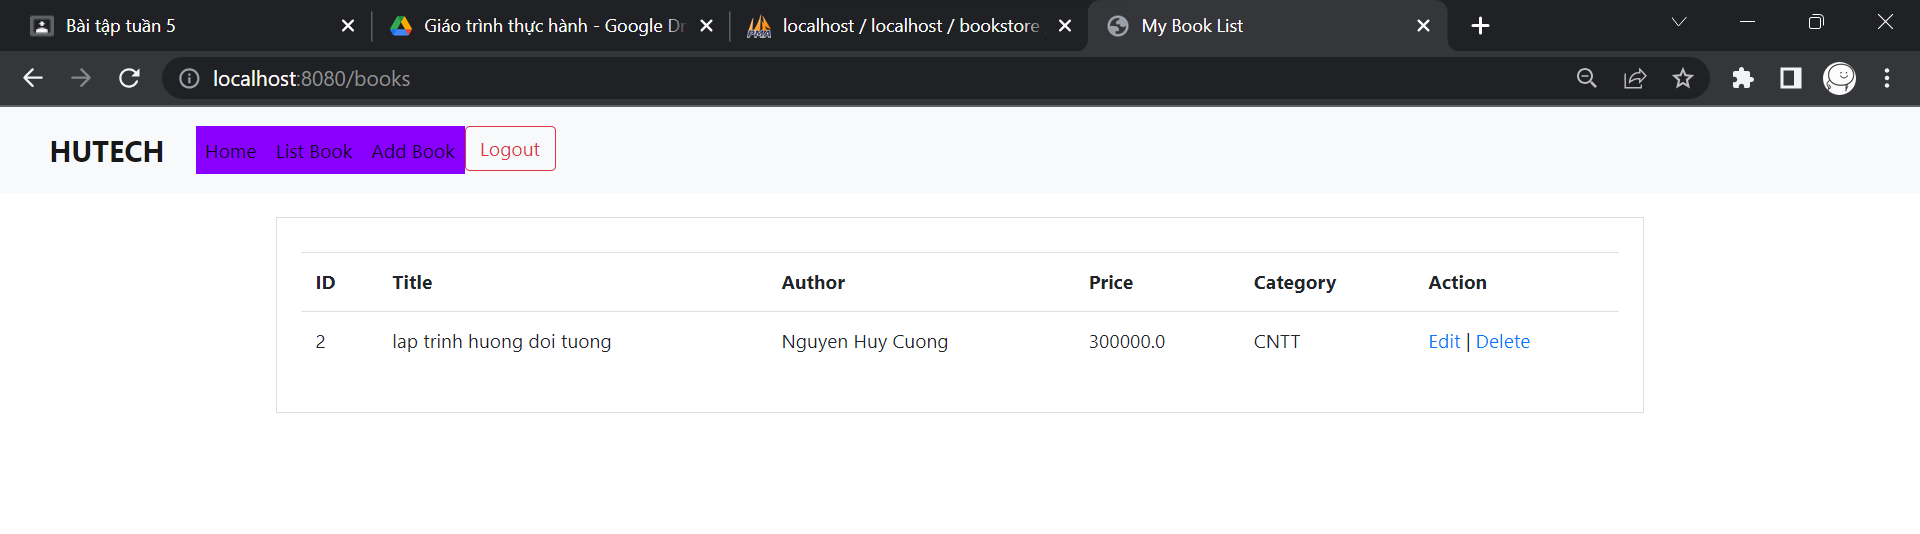 Bài tập tuần 5
Giáo trình thực hành - Google Dr
localhost / localhost / bookstore
My Book List
localhost:8080/books
HUTECH Home List Book Add Book Logout
ID Title Author Price Category Action
2 lap trinh huong doi tuong Nguyen Huy Cuong 300000.0 CNTT Edit | Delete